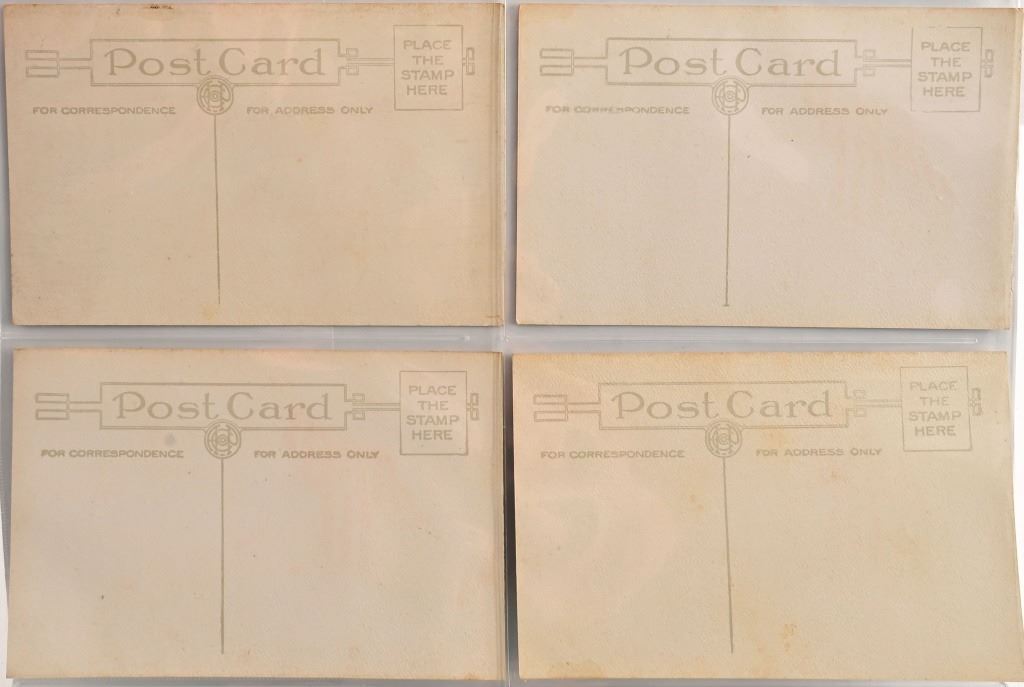 Post Card
PLACE
THE
STAMP
HERE
FOR CORRESPONDENCE
FOR ADDRESS ONLY
Post Card
PLACE
THE
STAMP
HERE
FOR CORRESPONDENCE
FOR ADDRESS ONLY
Post Card
PLACE
THE
STAMP
HERE
FOR CORRESPONDENCE
FOR ADDRESS ONLY
Post Card
PLACE
THE
STAMP
HERE
FOR CORRESPONDENCE
FOR ADDRESS ONLY